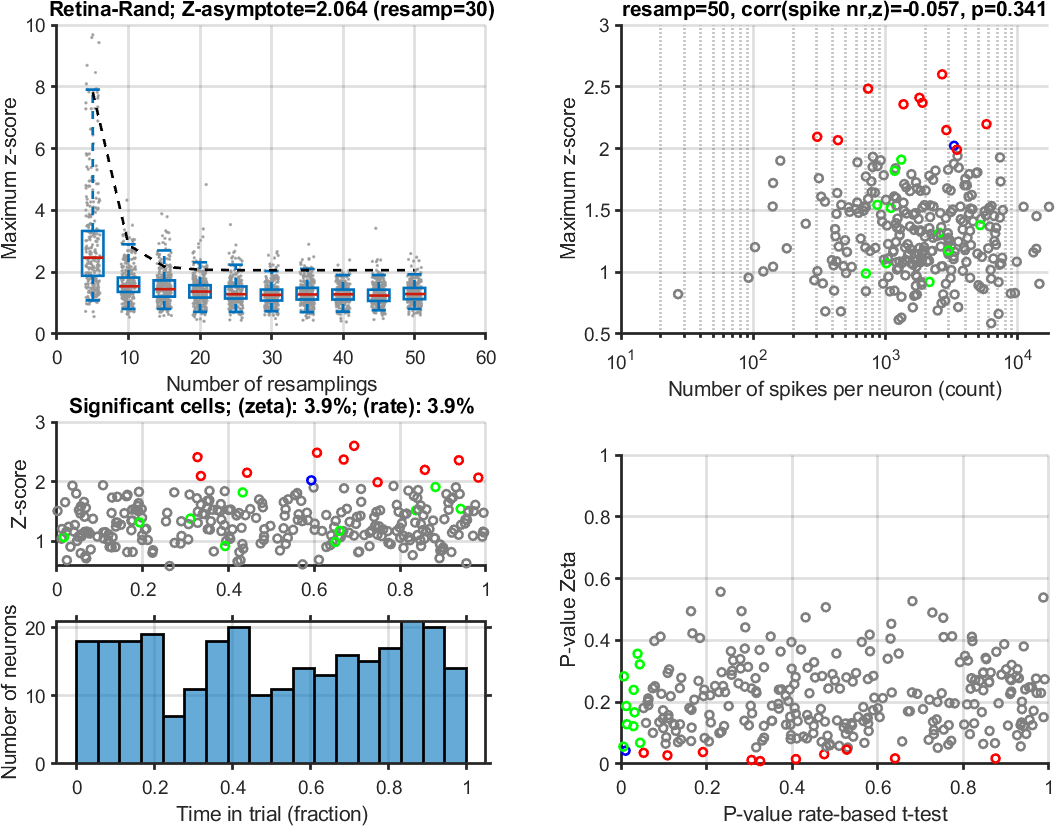 Retina-Rand; Z-asymptote=2.064 (resamp=30)
Maximum z-score
10
8
6
4
2
0
0 10 20 30 40 50 60
Number of resamplings
resamp=50, corr(spike nr,z)=-0.057, p=0.341
Maximum z-score
3
2.5
2
1.5
1
0.5
10^1 10^2 10^3 10^4
Number of spikes per neuron (count)
Significant cells; (zeta): 3.9%; (rate): 3.9%
Z-score
3
2
1
0 0.2 0.4 0.6 0.8 1
Number of neurons
20
10
0
0 0.2 0.4 0.6 0.8 1
Time in trial (fraction)
P-value Zeta
1
0.8
0.6
0.4
0.2
0
0 0.2 0.4 0.6 0.8 1
P-value rate-based t-test